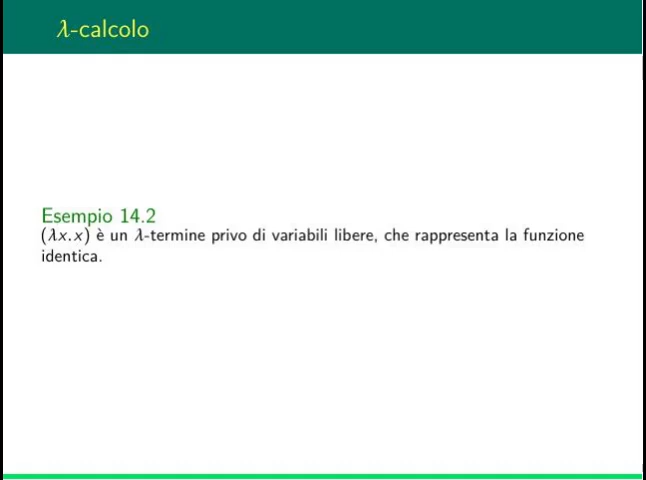 λ-calcolo
Esempio 14.2
(λx.x) è un λ-termine privo di variabili libere, che rappresenta la funzione
identica.